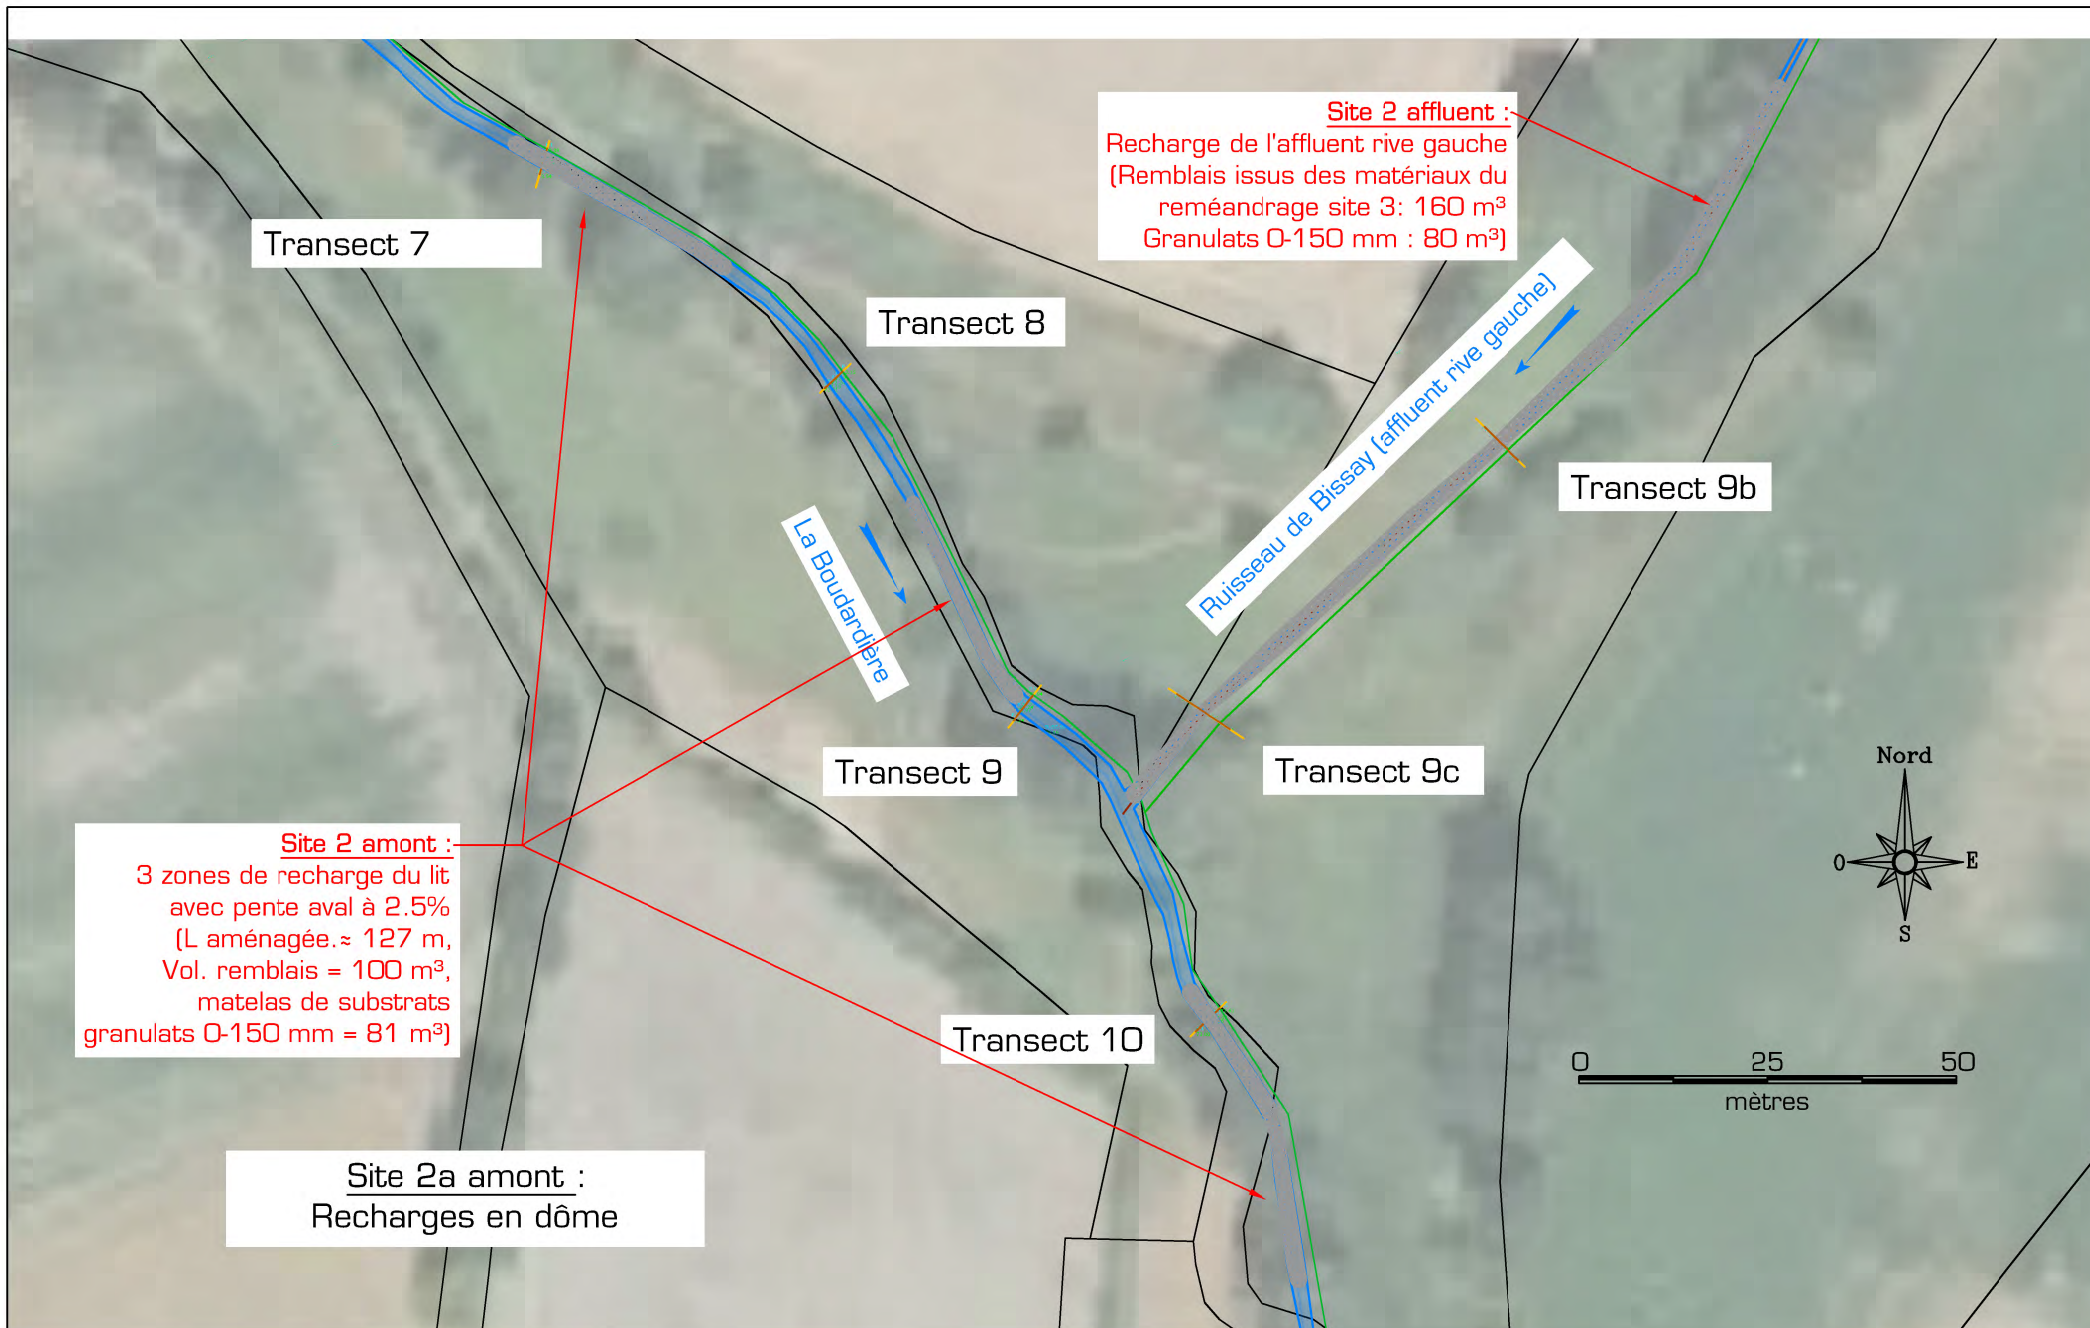 Site 2 affluent :
Recharge de l'affluent rive gauche
(Remblais issus des matériaux du
reméandrage site 3: 160 m³
Granulats 0-150 mm : 80 m³)
Transect 7
Transect 8
Ruisseau de Bissay (affluent rive gauche)
Transect 9b
La Boudardière
Transect 9
Transect 9c
Nord
O
E
S
Site 2 amont :
3 zones de recharge du lit
avec pente aval à 2.5%
(L aménagée.≈ 127 m,
Vol. remblais = 100 m³,
matelas de substrats
granulats 0-150 mm = 81 m³)
Transect 10
0 25 50
mètres
Site 2a amont :
Recharges en dôme